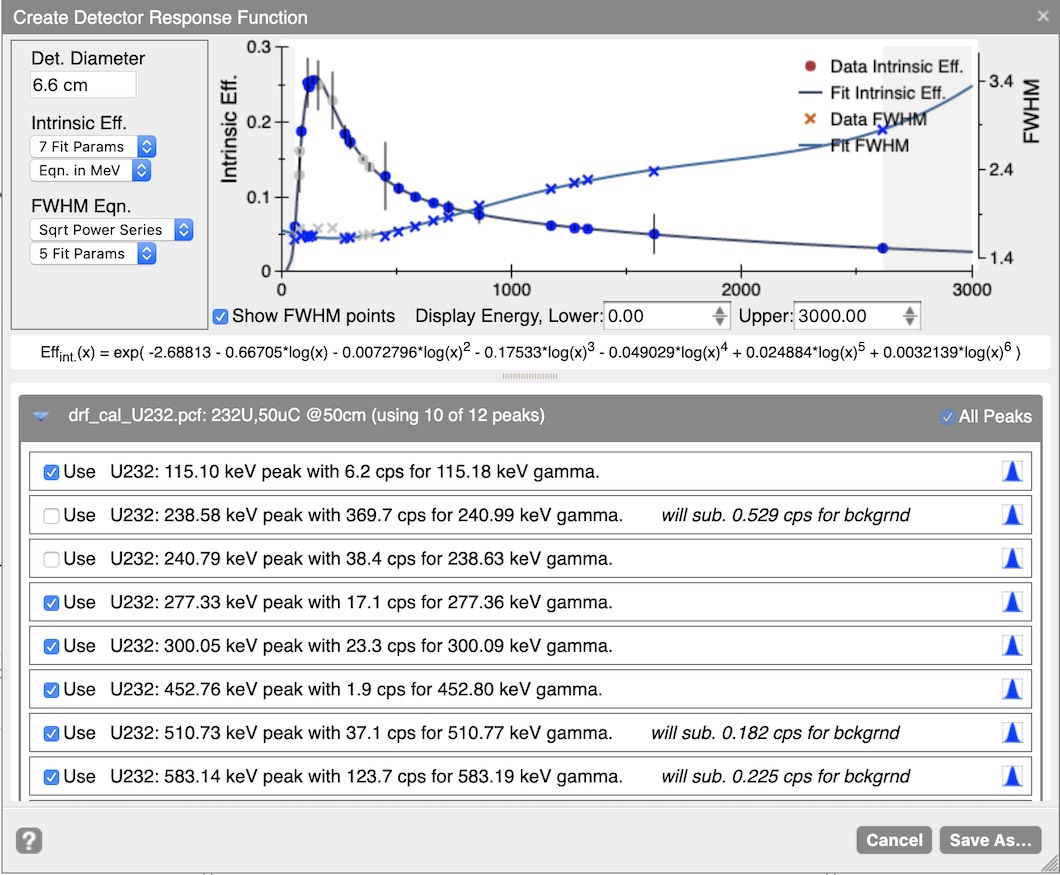 Create Detector Response Function
×
Det. Diameter
6.6 cm
Intrinsic Eff.
7 Fit Params
Eqn. in MeV
FWHM Eqn.
Sqrt Power Series
5 Fit Params
Intrinsic Eff.
0.3
0.2
0.1
0
0
1000
2000
3000
3.4
2.4
1.4
FWHM
Data Intrinsic Eff.
Fit Intrinsic Eff.
Data FWHM
Fit FWHM
Show FWHM points Display Energy, Lower: 0.00 Upper: 3000.00
Eff_int.(x) = exp( -2.68813 - 0.66705*log(x) - 0.0072796*log(x)^2 - 0.17533*log(x)^3 - 0.049029*log(x)^4 + 0.024884*log(x)^5 + 0.0032139*log(x)^6 )
drf_cal_U232.pcf: 232U,50uC @50cm (using 10 of 12 peaks) All Peaks
Use U232: 115.10 keV peak with 6.2 cps for 115.18 keV gamma.
Use U232: 238.58 keV peak with 369.7 cps for 240.99 keV gamma. will sub. 0.529 cps for bckgrnd
Use U232: 240.79 keV peak with 38.4 cps for 238.63 keV gamma.
Use U232: 277.33 keV peak with 17.1 cps for 277.36 keV gamma.
Use U232: 300.05 keV peak with 23.3 cps for 300.09 keV gamma.
Use U232: 452.76 keV peak with 1.9 cps for 452.80 keV gamma.
Use U232: 510.73 keV peak with 37.1 cps for 510.77 keV gamma. will sub. 0.182 cps for bckgrnd
Use U232: 583.14 keV peak with 123.7 cps for 583.19 keV gamma. will sub. 0.225 cps for bckgrnd
?
Cancel
Save As...